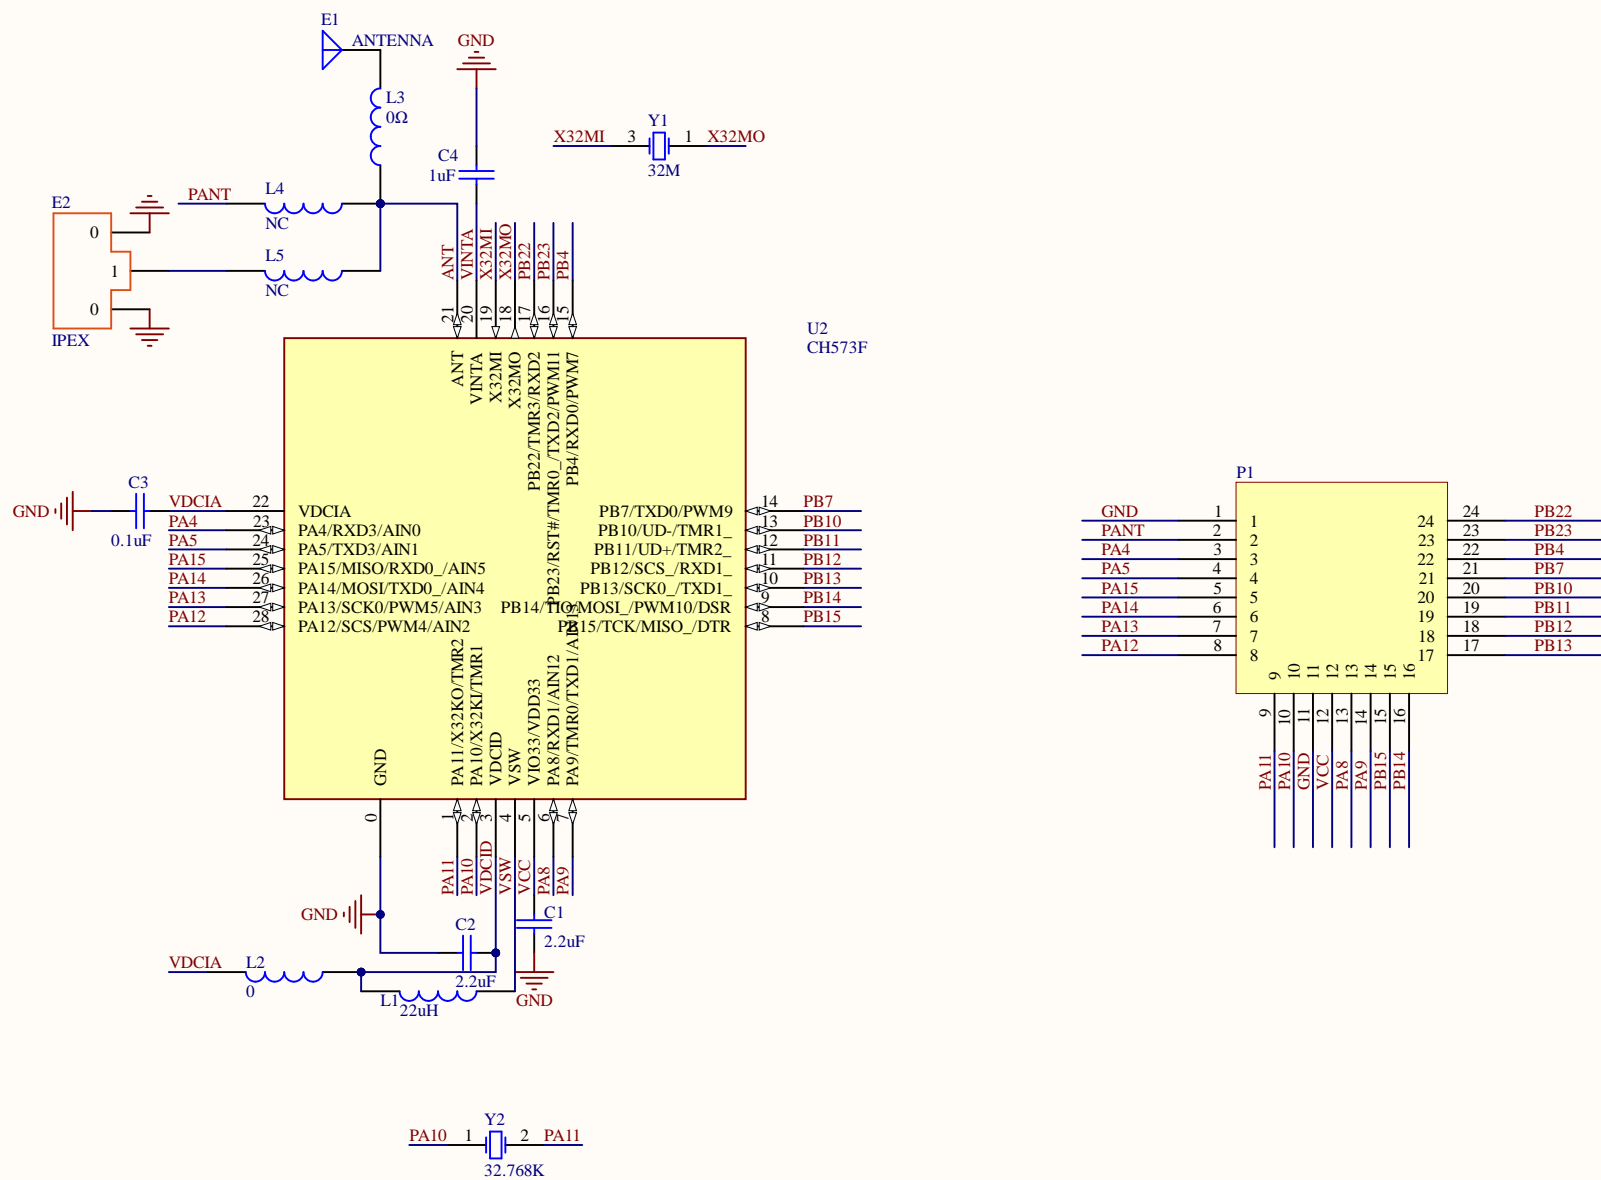 E1
ANTENNA
GND
L3
0Ω
C4
1uF
X32MI 3 Y1 1 X32MO
32M
E2
PANT
L4
NC
0
1
0
L5
NC
IPEX
ANT
VINTA
X32MI
X32MO
PB22
PB23
PB4
21
20
19
18
17
16
15
U2
CH573F
ANT
VINTA
X32MI
X32MO
PB22/TMR3/RXD2
PB23/RST#/TMR0_/TXD2/PWM11
PB4/RXD0/PWM7
C3
GND
0.1uF
VDCIA 22 VDCIA
PA4 23 PA4/RXD3/AIN0
PA5 24 PA5/TXD3/AIN1
PA15 25 PA15/MISO/RXD0_/AIN5
PA14 26 PA14/MOSI/TXD0_/AIN4
PA13 27 PA13/SCK0/PWM5/AIN3
PA12 28 PA12/SCS/PWM4/AIN2
PB7/TXD0/PWM9 14 PB7
PB10/UD-/TMR1_ 13 PB10
PB11/UD+/TMR2_ 12 PB11
PB12/SCS_/RXD1_ 11 PB12
PB13/SCK0_/TXD1_ 10 PB13
PB14/TIO/MOSI_/PWM10/DSR 9 PB14
PB15/TCK/MISO_/DTR 8 PB15
GND
PA11/X32KO/TMR2
PA10/X32KI/TMR1
VDCID
VSW
VIO33/VDD33
PA8/RXD1/AIN12
PA9/TMR0/TXD1/AIN13
0
1
2
3
4
5
6
7
PA11
PA10
VDCID
VSW
VCC
PA8
PA9
GND
C2
2.2uF
C1
2.2uF
GND
VDCIA
L2
0
L1
22uH
PA10 1 Y2 2 PA11
32.768K
P1
GND 1 1
PANT 2 2
PA4 3 3
PA5 4 4
PA15 5 5
PA14 6 6
PA13 7 7
PA12 8 8
24 24 PB22
23 23 PB23
22 22 PB4
21 21 PB7
20 20 PB10
19 19 PB11
18 18 PB12
17 17 PB13
9
10
11
12
13
14
15
16
9
10
11
12
13
14
15
16
PA11
PA10
GND
VCC
PA8
PA9
PB15
PB14